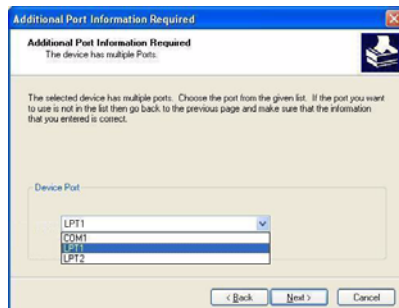 Additional Port Information Required
Additional Port Information Required
The device has multiple Ports.
The selected device has multiple ports. Choose the port from the given list. If the port you want
to use is not in the list then go back to the previous page and make sure that the information
that you entered is correct.
Device Port
LPT1
COM1
LPT1
LPT2
< Back
Next >
Cancel